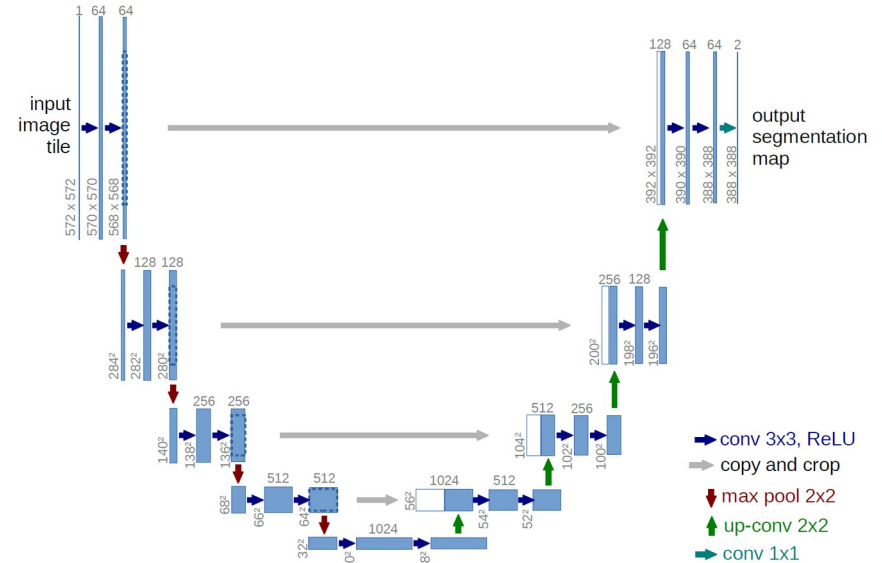 1 64 64
128 64 64 2
input
image
tile
output
segmentation
map
572 x 572
570 x 570
568 x 568
392 x 392
390 x 390
388 x 388
388 x 388
128 128
256 128
284²
282²
280²
200²
198²
196²
256 256
512 256
140²
138²
136²
104²
102²
100²
512 512
1024 512
68²
66²
64²
56²
54²
52²
1024
32²
0²
8²
conv 3x3, ReLU
copy and crop
max pool 2x2
up-conv 2x2
conv 1x1